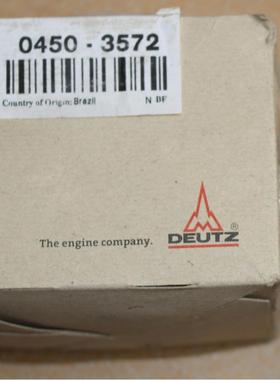 0450 - 3572
Country of Origin: Brazil N BF
The engine company.
DEUTZ®